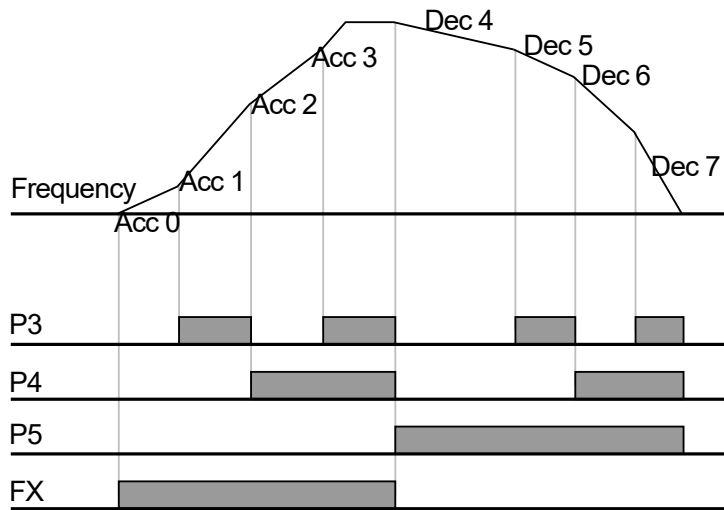 Dec 4
Dec 5
Acc 3
Dec 6
Acc 2
Dec 7
Acc 1
Frequency
Acc 0
P3
P4
P5
FX